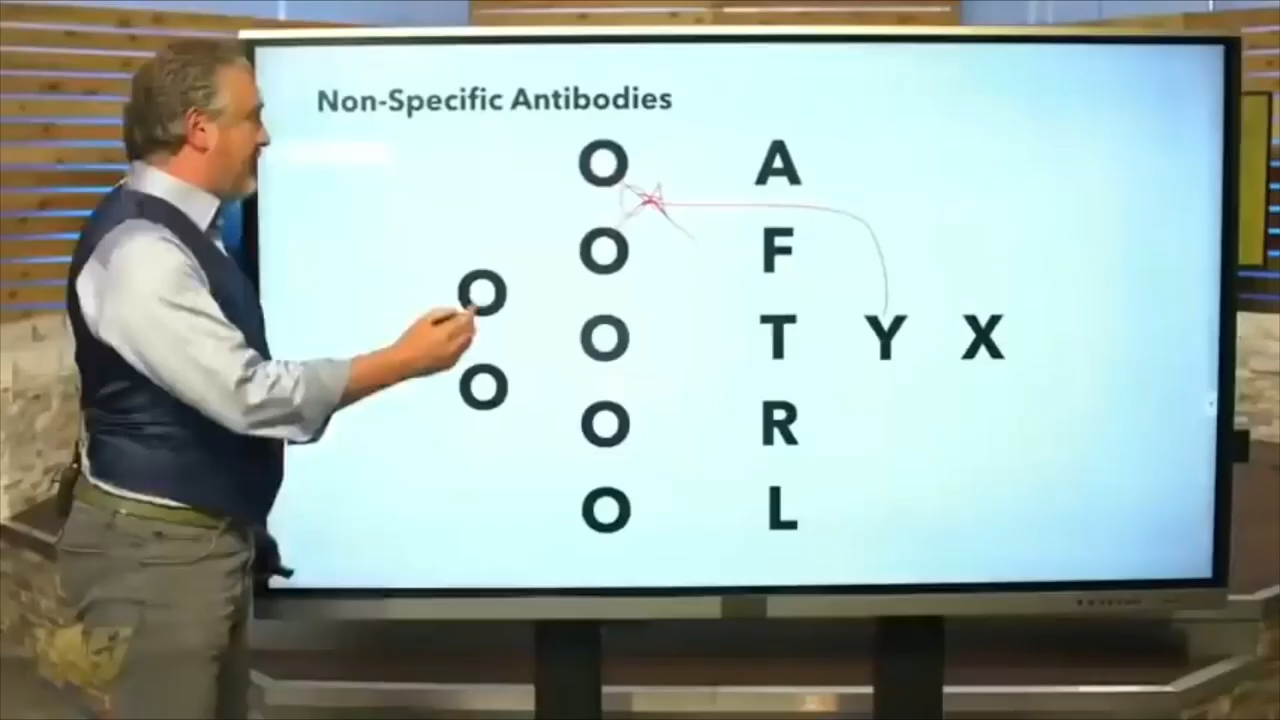 Non-Specific Antibodies
O A
O F
O
O T Y X
O
O R
O L